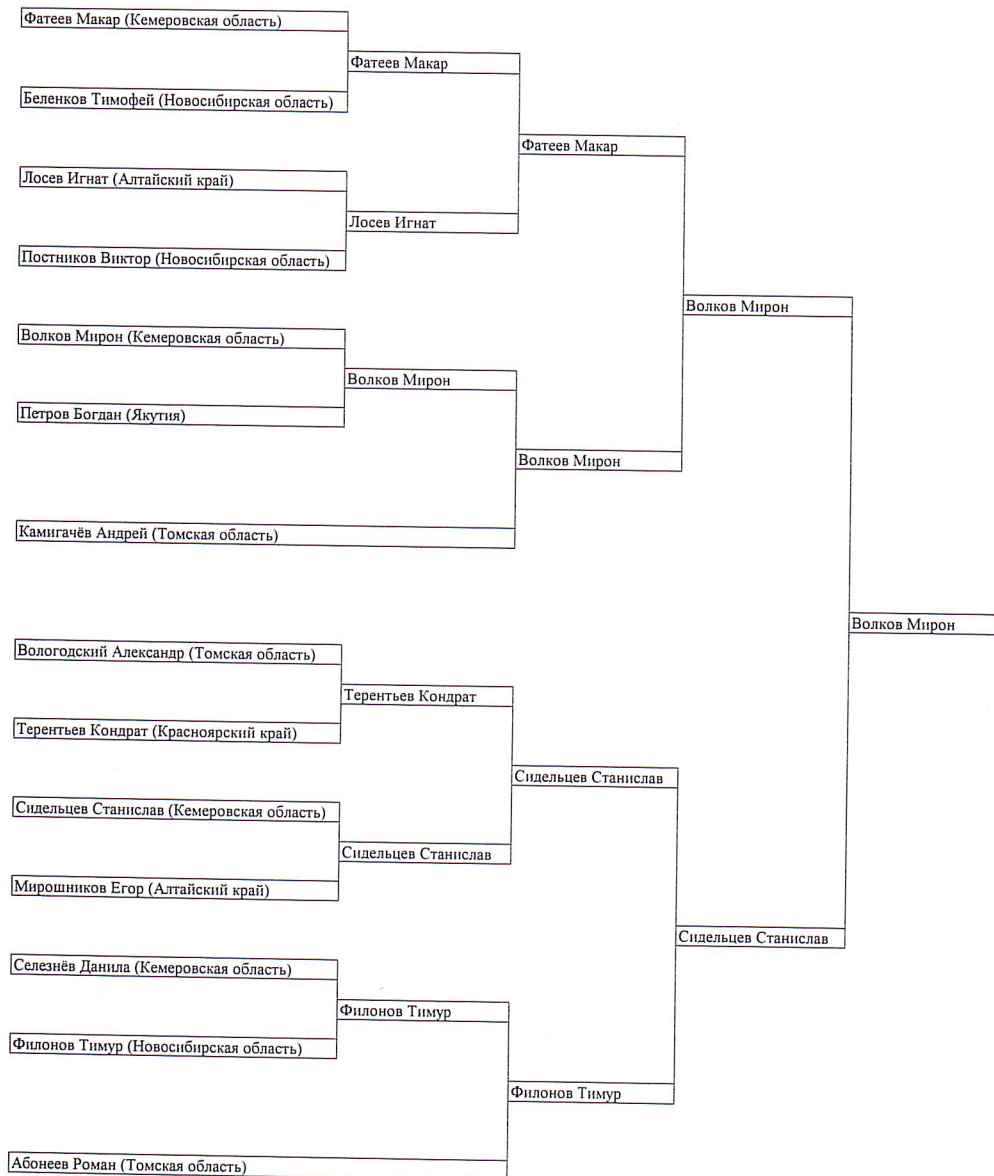 Фатеев Макар (Кемеровская область)
Фатеев Макар
Беленков Тимофей (Новосибирская область)
Фатеев Макар
Лосев Игнат (Алтайский край)
Лосев Игнат
Постников Виктор (Новосибирская область)
Волков Мирон
Волков Мирон (Кемеровская область)
Волков Мирон
Петров Богдан (Якутия)
Волков Мирон
Камигачёв Андрей (Томская область)
Волков Мирон
Вологодский Александр (Томская область)
Терентьев Кондрат
Терентьев Кондрат (Красноярский край)
Сидельцев Станислав
Сидельцев Станислав (Кемеровская область)
Сидельцев Станислав
Мирошников Егор (Алтайский край)
Сидельцев Станислав
Селезнёв Данила (Кемеровская область)
Филонов Тимур
Филонов Тимур (Новосибирская область)
Филонов Тимур
Абонеев Роман (Томская область)